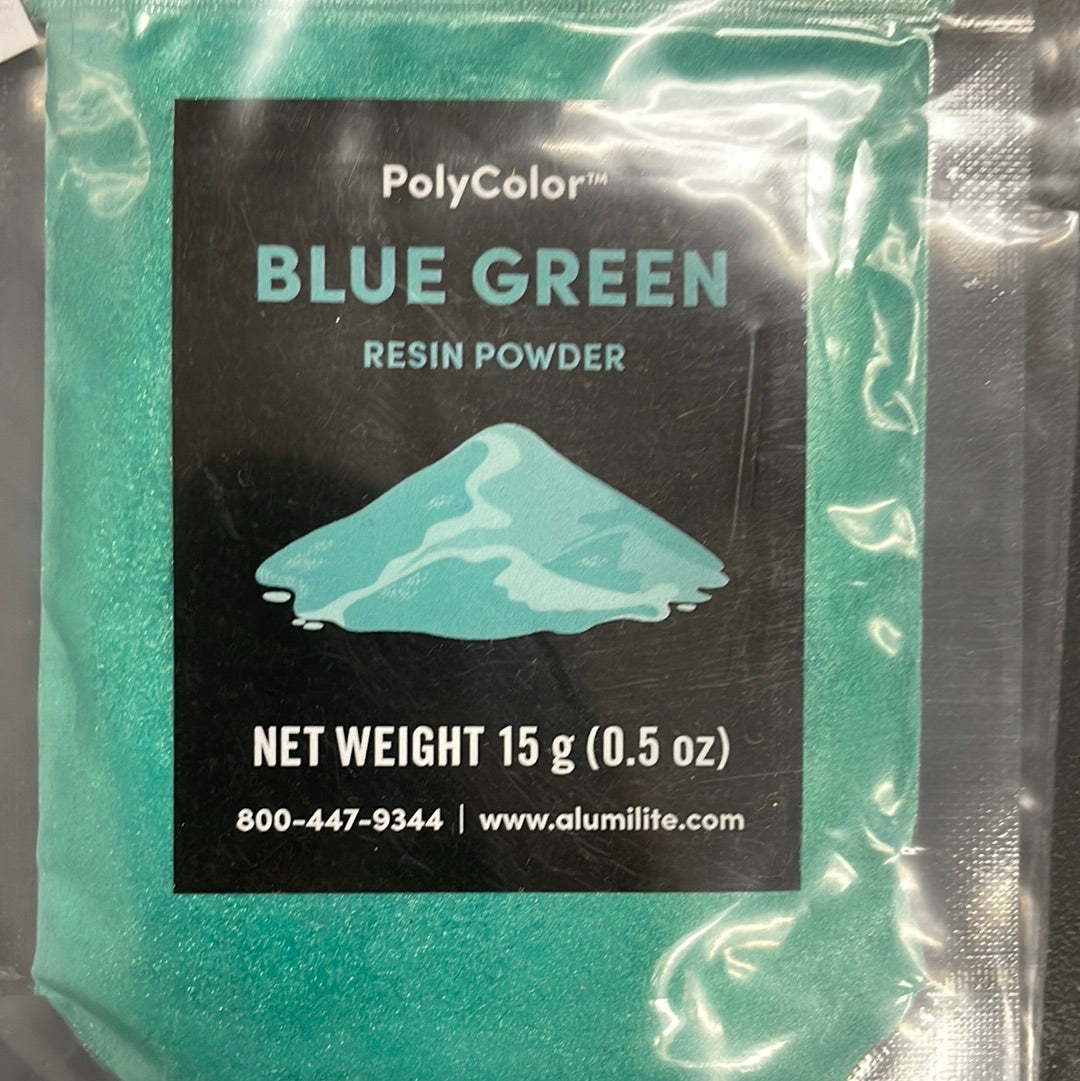 PolyColor™
BLUE GREEN
RESIN POWDER
NET WEIGHT 15 g (0.5 oz)
800-447-9344 | www.alumilite.com